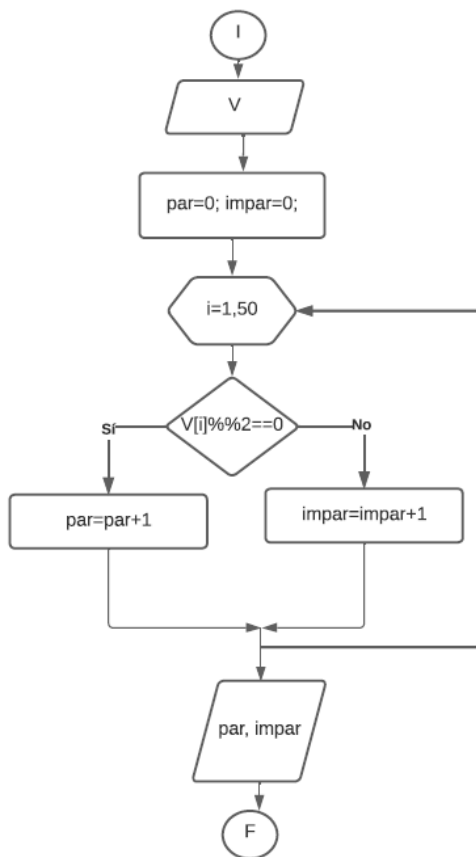 I
V
par=0; impar=0;
i=1,50
V[i]%%2==0
Sí
No
par=par+1
impar=impar+1
par, impar
F